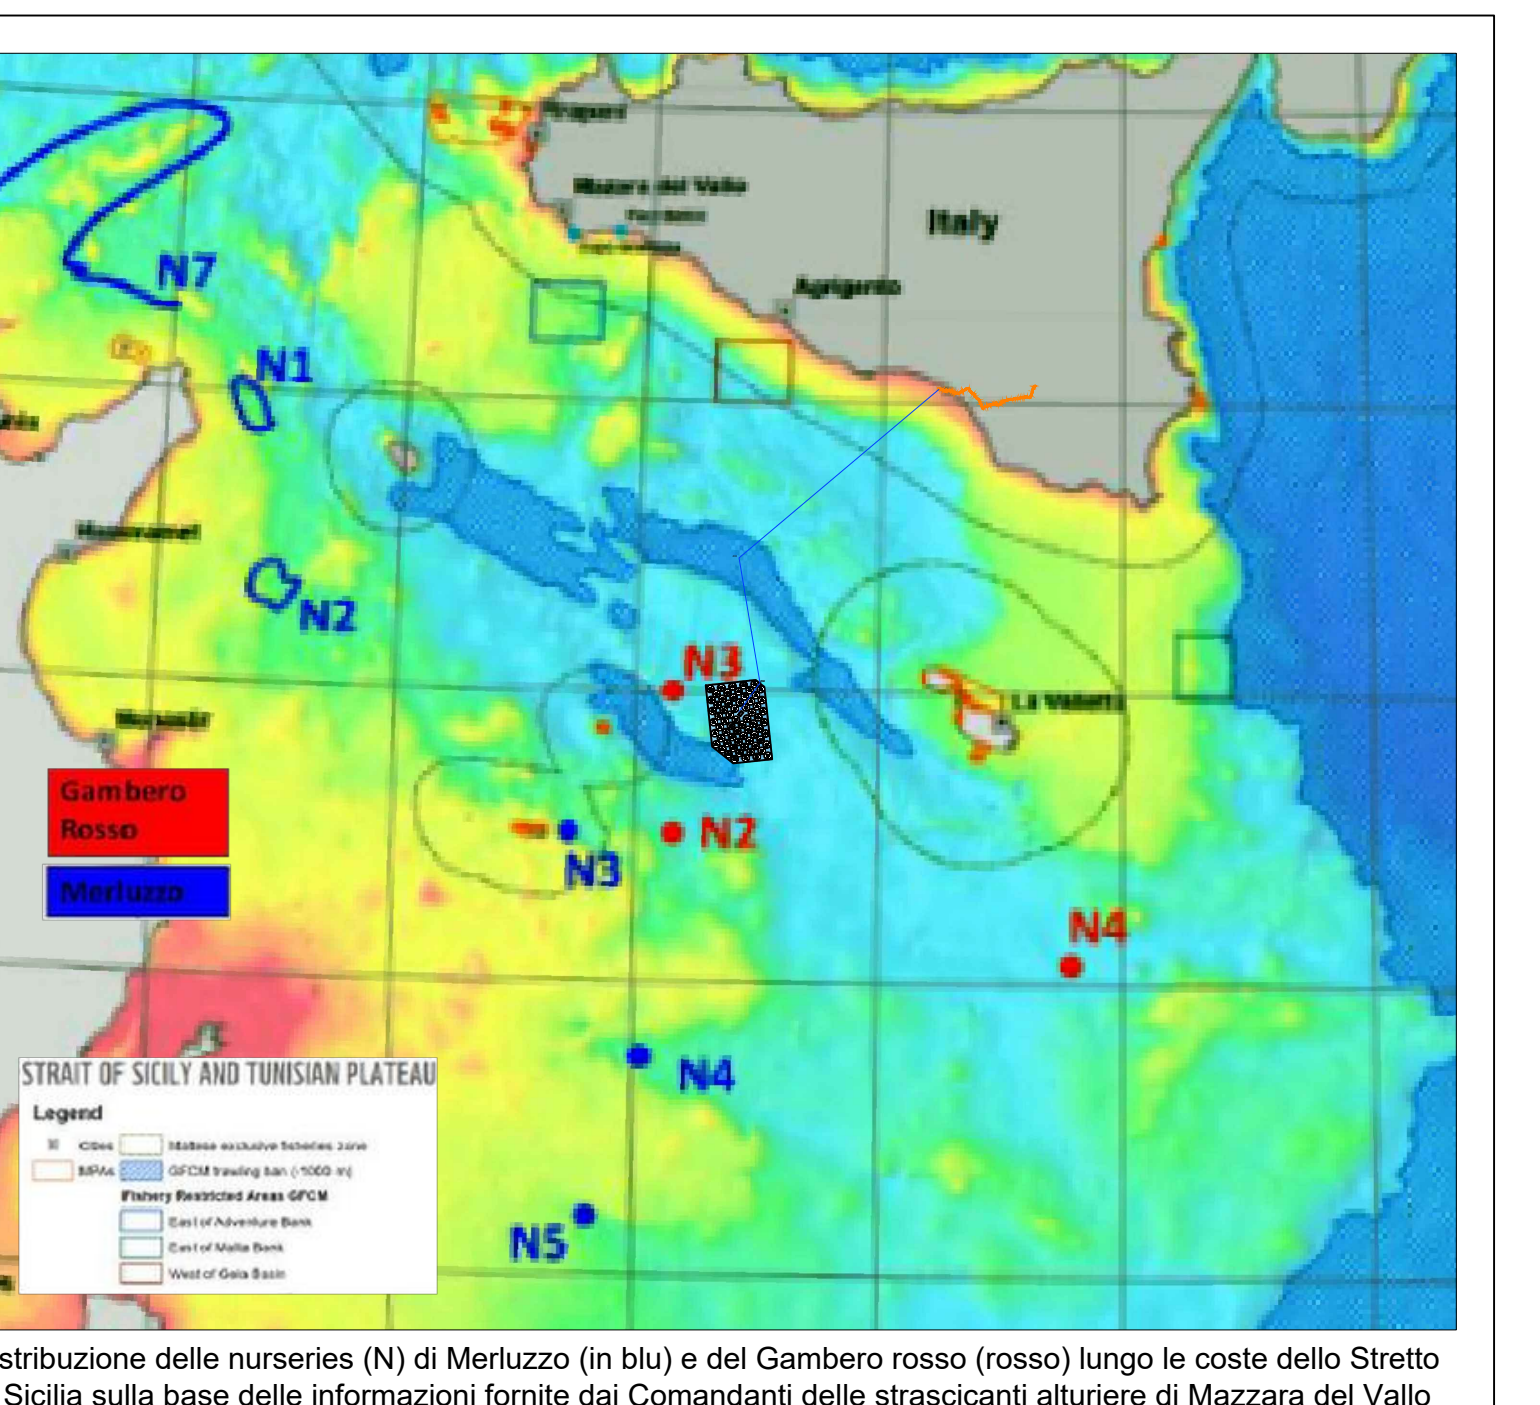 Trapani
Mazara del Vallo
Italy
Agrigento
N7
N1
Hammamet
N2
N3
La Valletta
Monastir
Gambero
Rosso
Merluzzo
N2
N3
N4
N4
N5
STRAIT OF SICILY AND TUNISIAN PLATEAU
Legend
Cities
Maltese exclusive fisheries zone
MPAs
GFCM trawling ban (-1000 m)
Fishery Restricted Areas GFCM
East of Adventure Bank
East of Malta Bank
West of Gela Basin
stribuzione delle nurseries (N) di Merluzzo (in blu) e del Gambero rosso (rosso) lungo le coste dello Stretto
Sicilia sulla base delle informazioni fornite dai Comandanti delle strascicanti alturiere di Mazzara del Vallo